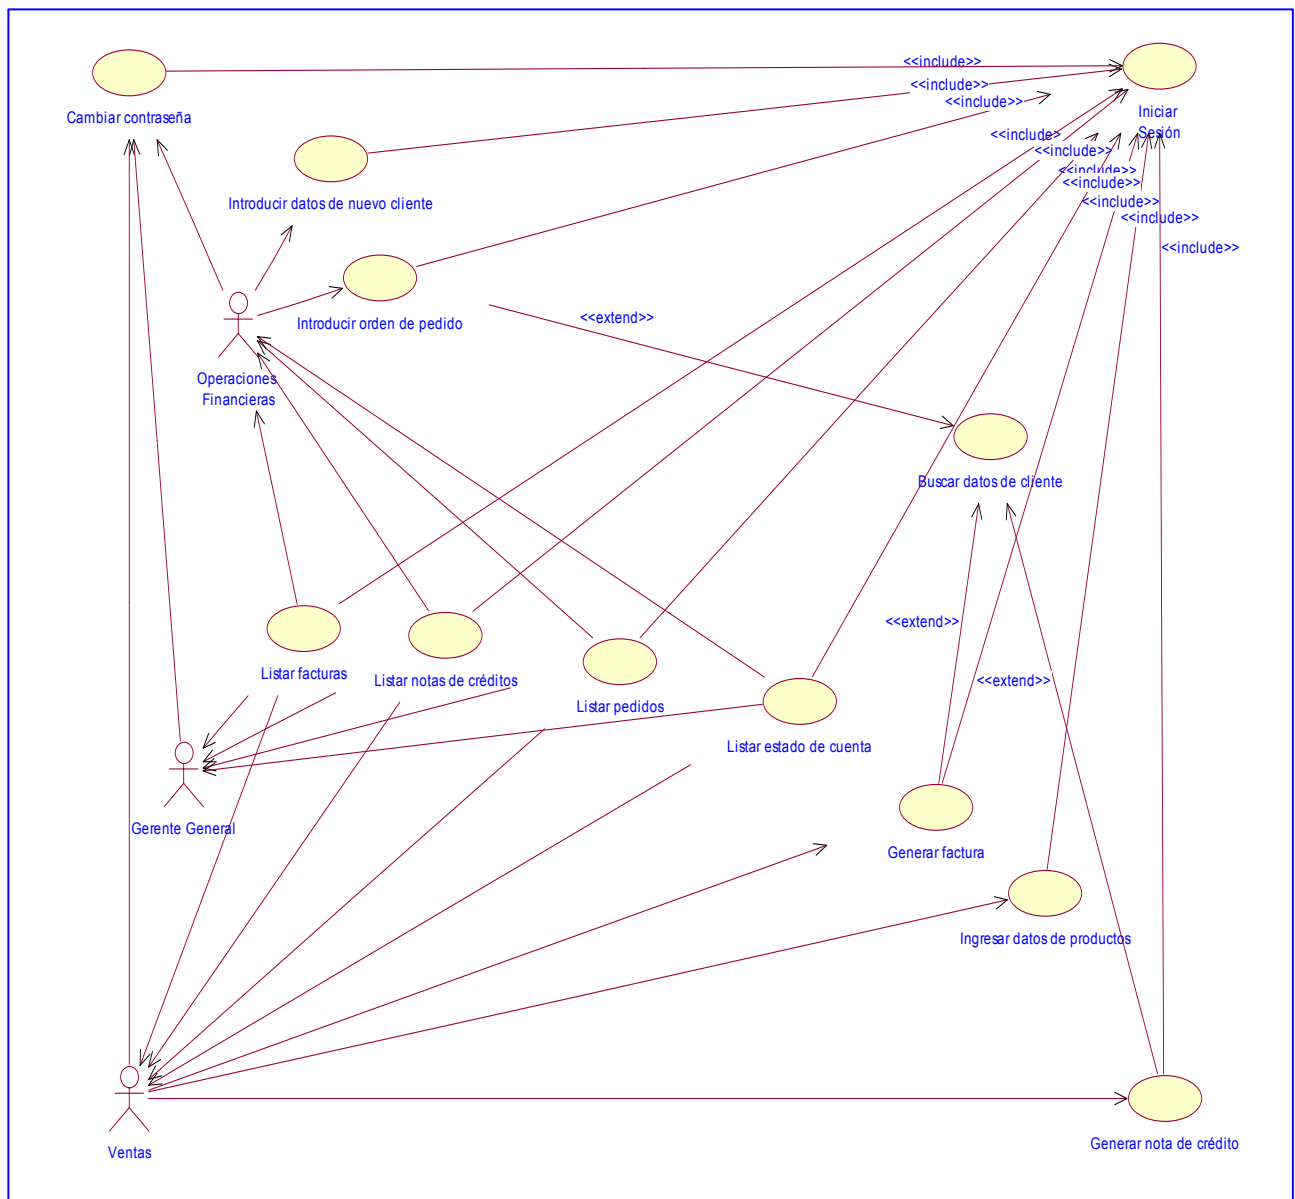 <<include>>
Cambiar contraseña
<<include>>
<<include>>
Iniciar
Sesión
<<include>>
<<include>>
<<include>>
<<include>>
Introducir datos de nuevo cliente
<<include>>
<<include>>
<<include>>
Introducir orden de pedido
<<extend>>
Operaciones
Financieras
Buscar datos de cliente
<<extend>>
Listar facturas
Listar notas de créditos
<<extend>>
Listar pedidos
Listar estado de cuenta
Gerente General
Generar factura
Ingresar datos de productos
Ventas
Generar nota de crédito